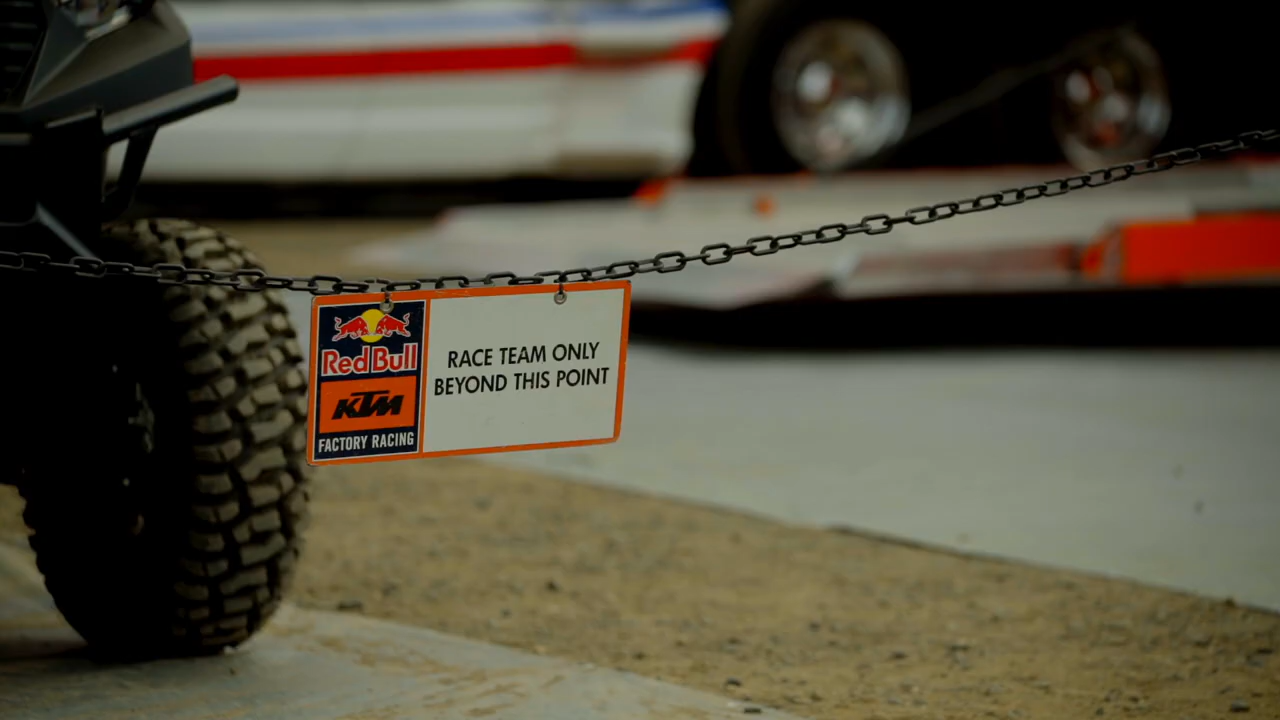 Red Bull
KTM
FACTORY RACING
RACE TEAM ONLY
BEYOND THIS POINT